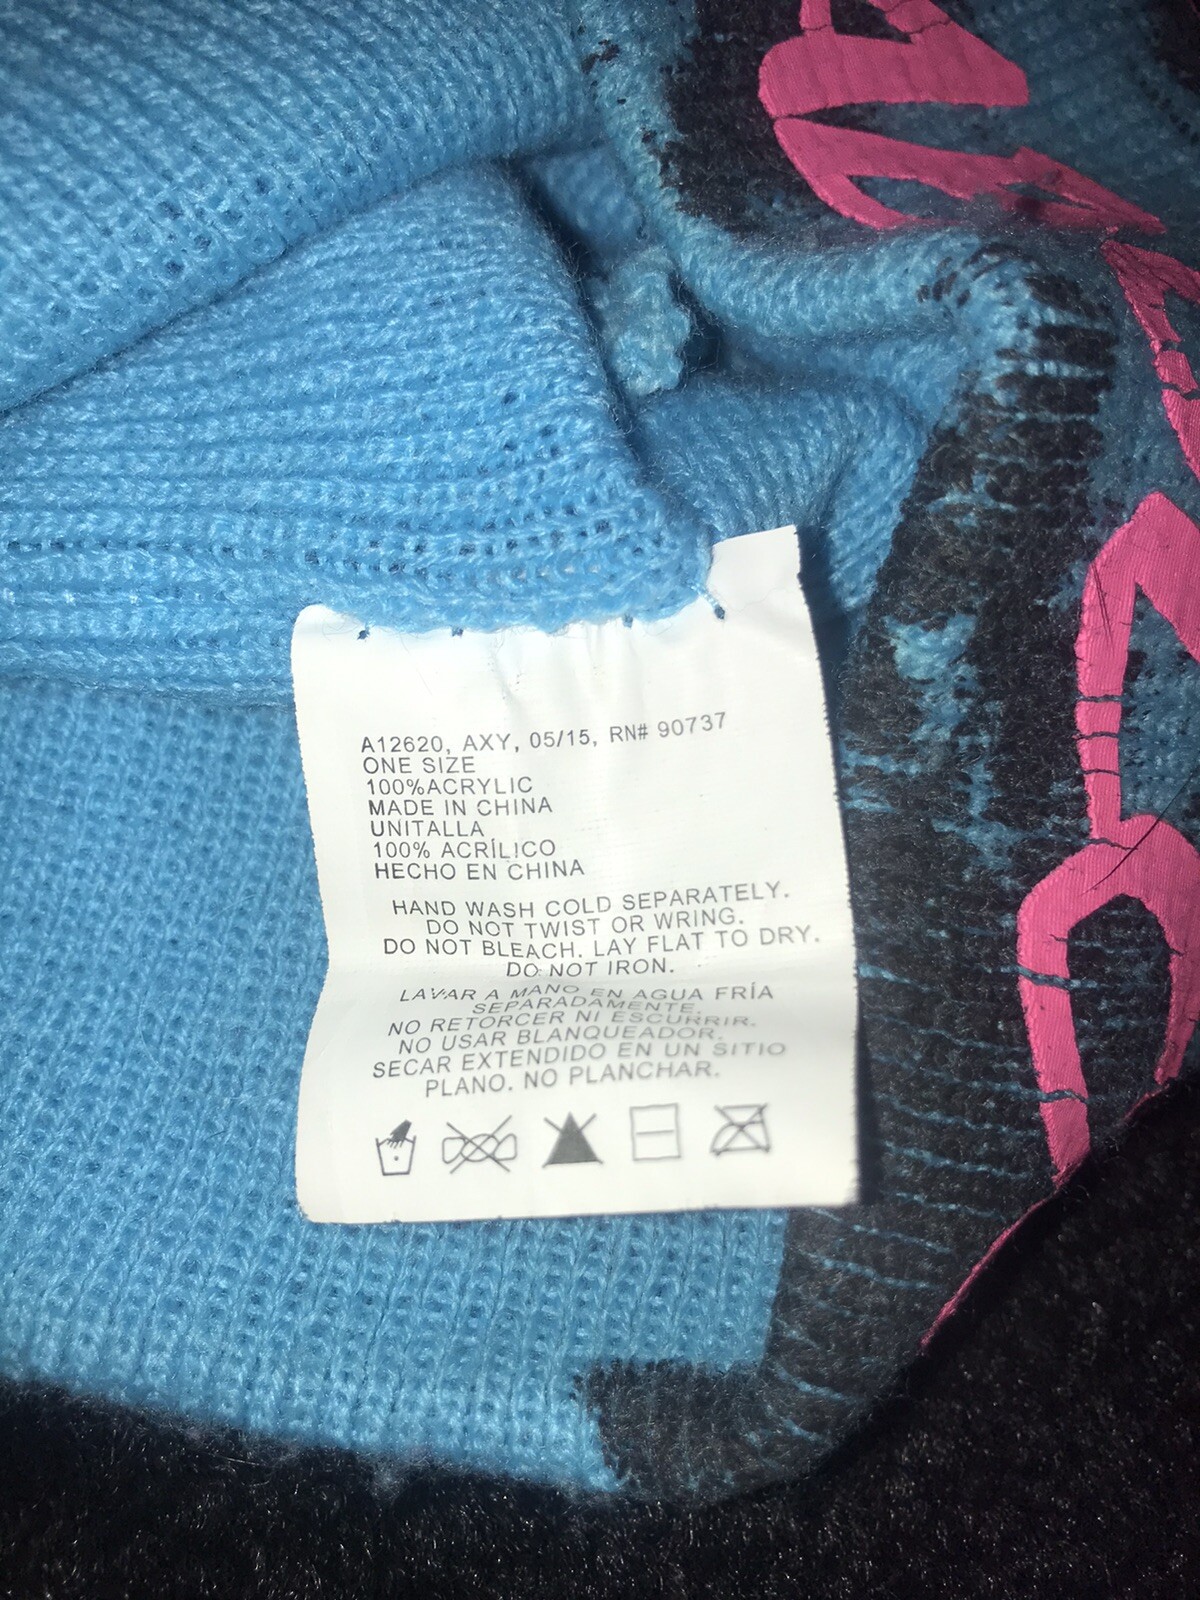 A12620, AXY, 05/15, RN# 90737
ONE SIZE
100%ACRYLIC
MADE IN CHINA
UNITALLA
100% ACRÍLICO
HECHO EN CHINA
HAND WASH COLD SEPARATELY.
DO NOT TWIST OR WRING.
DO NOT BLEACH. LAY FLAT TO DRY.
DO NOT IRON.
LAVAR A MANO EN AGUA FRÍA
SEPARADAMENTE.
NO RETORCER NI ESCURRIR.
NO USAR BLANQUEADOR.
SECAR EXTENDIDO EN UN SITIO
PLANO. NO PLANCHAR.